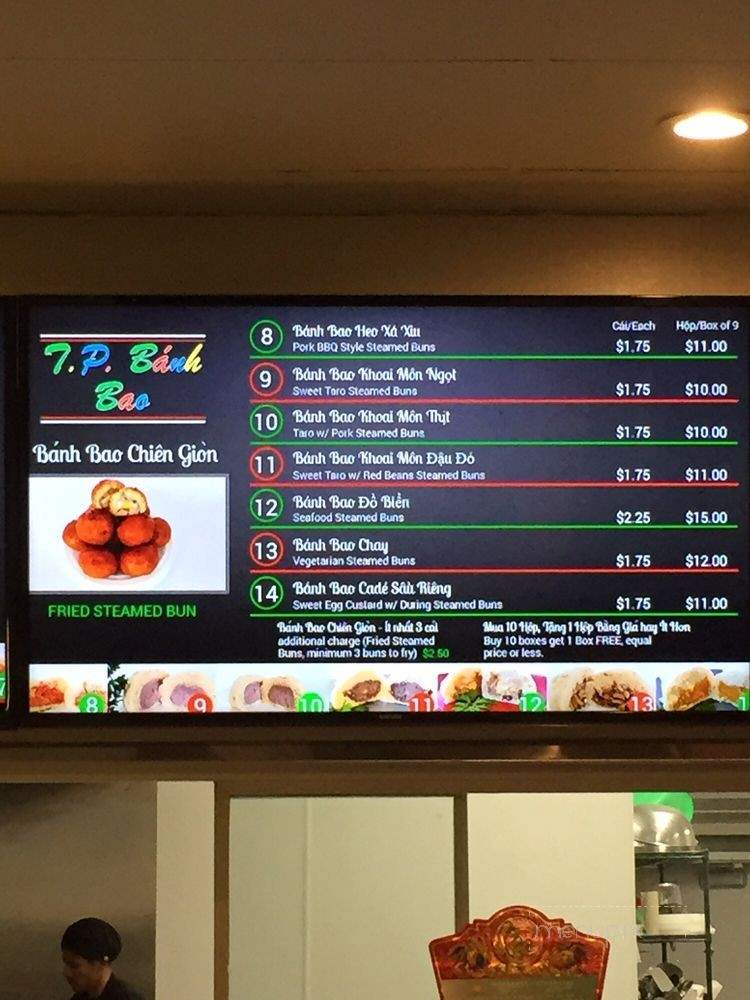 T.P. Bánh
Bao
Bánh Bao Chiên Giòn
FRIED STEAMED BUN
Cái/Each Hộp/Box of 9
8 Bánh Bao Heo Xá Xíu
Pork BBQ Style Steamed Buns $1.75 $11.00
9 Bánh Bao Khoai Môn Ngọt
Sweet Taro Steamed Buns $1.75 $10.00
10 Bánh Bao Khoai Môn Thịt
Taro w/ Pork Steamed Buns $1.75 $10.00
11 Bánh Bao Khoai Môn Đậu Đỏ
Sweet Taro w/ Red Beans Steamed Buns $1.75 $11.00
12 Bánh Bao Đồ Biển
Seafood Steamed Buns $2.25 $15.00
13 Bánh Bao Chay
Vegetarian Steamed Buns $1.75 $12.00
14 Bánh Bao Cadé Sầu Riêng
Sweet Egg Custard w/ During Steamed Buns $1.75 $11.00
Bánh Bao Chiên Giòn - Ít nhất 3 cái
additional charge (Fried Steamed
Buns, minimum 3 buns to fry) $2.50
Mua 10 Hộp, Tặng 1 Hộp Bằng Giá hay Ít Hơn
Buy 10 boxes get 1 Box FREE, equal
price or less.
7 8 9 10 11 12 13 1
SAMSUNG